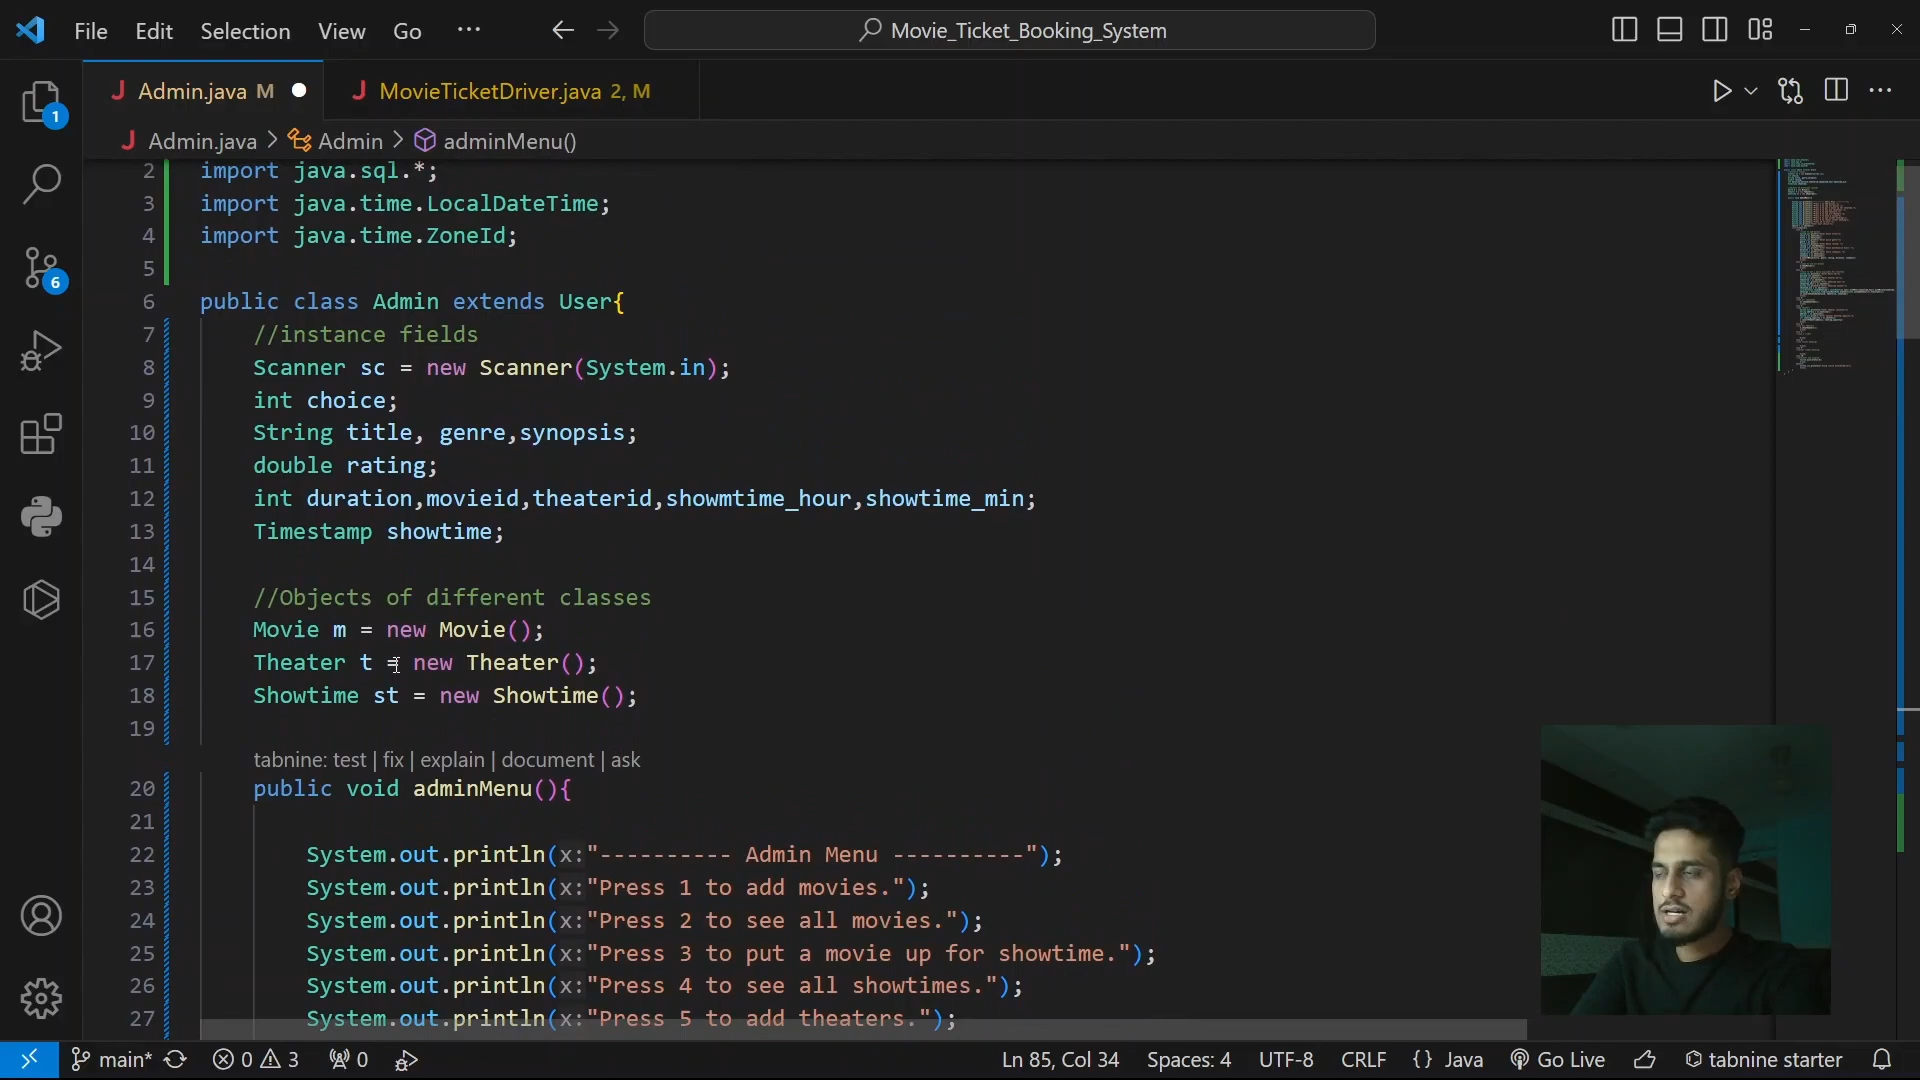 File Edit Selection View Go ··· Movie_Ticket_Booking_System
Admin.java M MovieTicketDriver.java 2, M
Admin.java > Admin > adminMenu()
1
6
2 import java.sql.*;
3 import java.time.LocalDateTime;
4 import java.time.ZoneId;
5
6 public class Admin extends User{
7 //instance fields
8 Scanner sc = new Scanner(System.in);
9 int choice;
10 String title, genre,synopsis;
11 double rating;
12 int duration,movieid,theaterid,showmtime_hour,showtime_min;
13 Timestamp showtime;
14
15 //Objects of different classes
16 Movie m = new Movie();
17 Theater t = new Theater();
18 Showtime st = new Showtime();
19
tabnine: test | fix | explain | document | ask
20 public void adminMenu(){
21
22 System.out.println(x:"---------- Admin Menu ----------");
23 System.out.println(x:"Press 1 to add movies.");
24 System.out.println(x:"Press 2 to see all movies.");
25 System.out.println(x:"Press 3 to put a movie up for showtime.");
26 System.out.println(x:"Press 4 to see all showtimes.");
27 System.out.println(x:"Press 5 to add theaters.");
main* 0 3 0 Ln 85, Col 34 Spaces: 4 UTF-8 CRLF {} Java Go Live tabnine starter